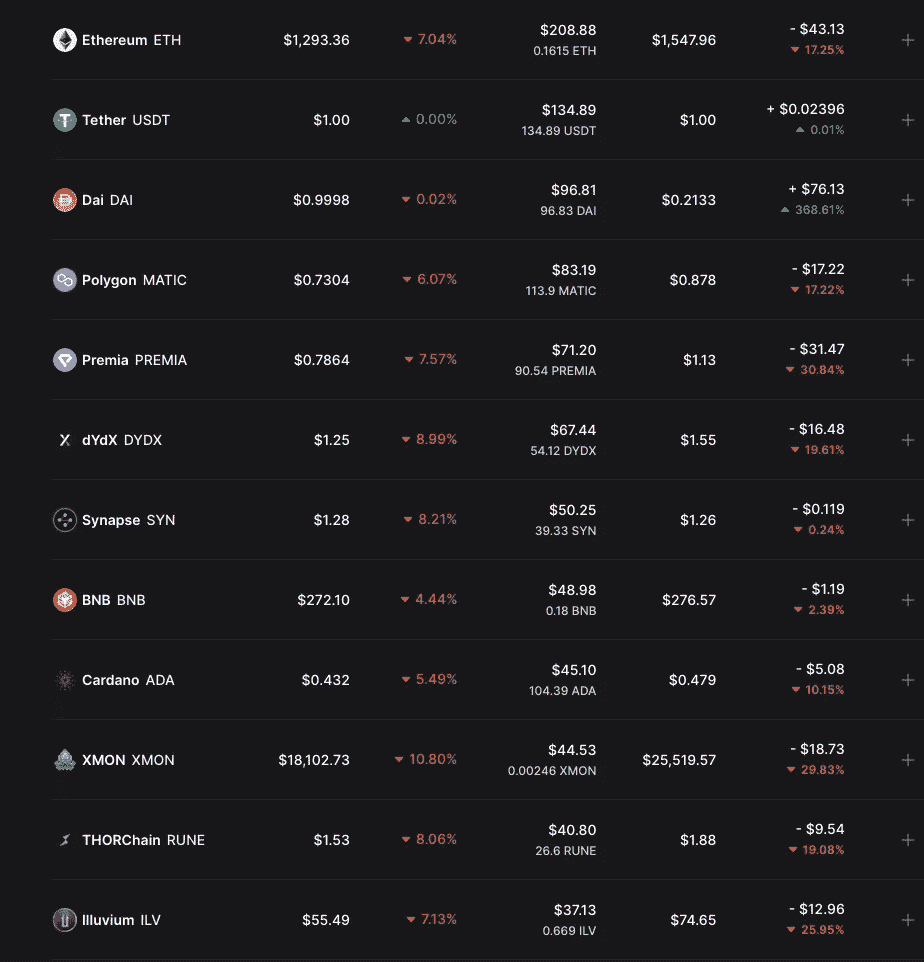 Ethereum ETH $1,293.36 7.04% $208.88 $1,547.96 - $43.13
0.1615 ETH 17.25%
Tether USDT $1.00 0.00% $134.89 $1.00 + $0.02396
134.89 USDT 0.01%
Dai DAI $0.9998 0.02% $96.81 $0.2133 + $76.13
96.83 DAI 368.61%
Polygon MATIC $0.7304 6.07% $83.19 $0.878 - $17.22
113.9 MATIC 17.22%
Premia PREMIA $0.7864 7.57% $71.20 $1.13 - $31.47
90.54 PREMIA 30.84%
dYdX DYDX $1.25 8.99% $67.44 $1.55 - $16.48
54.12 DYDX 19.61%
Synapse SYN $1.28 8.21% $50.25 $1.26 - $0.119
39.33 SYN 0.24%
BNB BNB $272.10 4.44% $48.98 $276.57 - $1.19
0.18 BNB 2.39%
Cardano ADA $0.432 5.49% $45.10 $0.479 - $5.08
104.39 ADA 10.15%
XMON XMON $18,102.73 10.80% $44.53 $25,519.57 - $18.73
0.00246 XMON 29.83%
THORChain RUNE $1.53 8.06% $40.80 $1.88 - $9.54
26.6 RUNE 19.08%
Illuvium ILV $55.49 7.13% $37.13 $74.65 - $12.96
0.669 ILV 25.95%